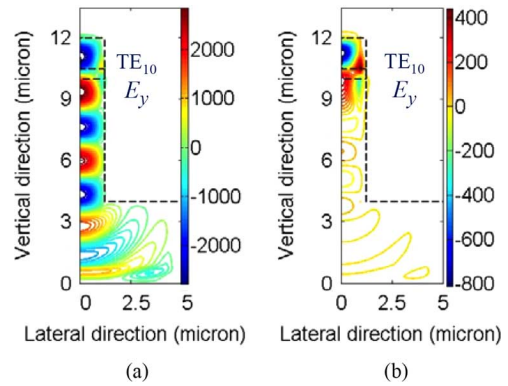 12
9
6
3
0
Vertical direction (micron)
TE10
Ey
2000
1000
0
-1000
-2000
0 2.5 5
Lateral direction (micron)
(a)
12
9
6
3
0
Vertical direction (micron)
TE10
Ey
400
200
0
-200
-400
-600
-800
0 2.5 5
Lateral direction (micron)
(b)